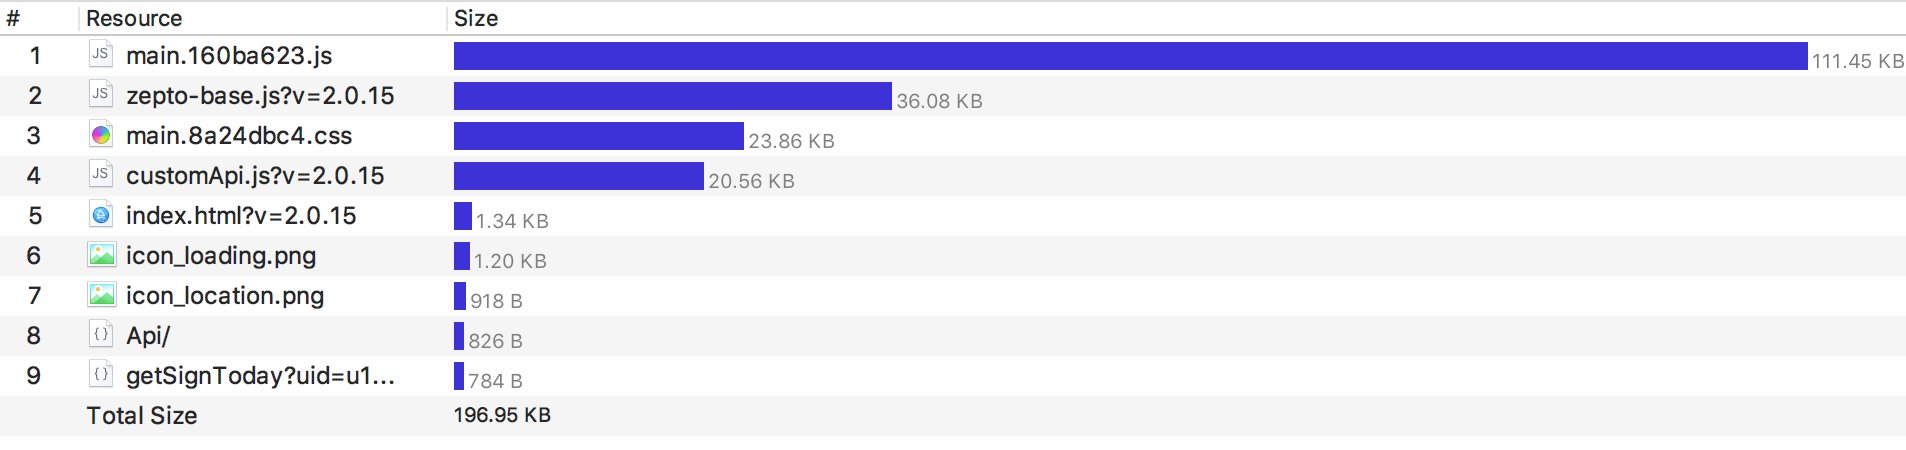 # Resource Size
1 JS main.160ba623.js 111.45 KB
2 JS zepto-base.js?v=2.0.15 36.08 KB
3 main.8a24dbc4.css 23.86 KB
4 JS customApi.js?v=2.0.15 20.56 KB
5 index.html?v=2.0.15 1.34 KB
6 icon_loading.png 1.20 KB
7 icon_location.png 918 B
8 {} Api/ 826 B
9 {} getSignToday?uid=u1... 784 B
Total Size 196.95 KB